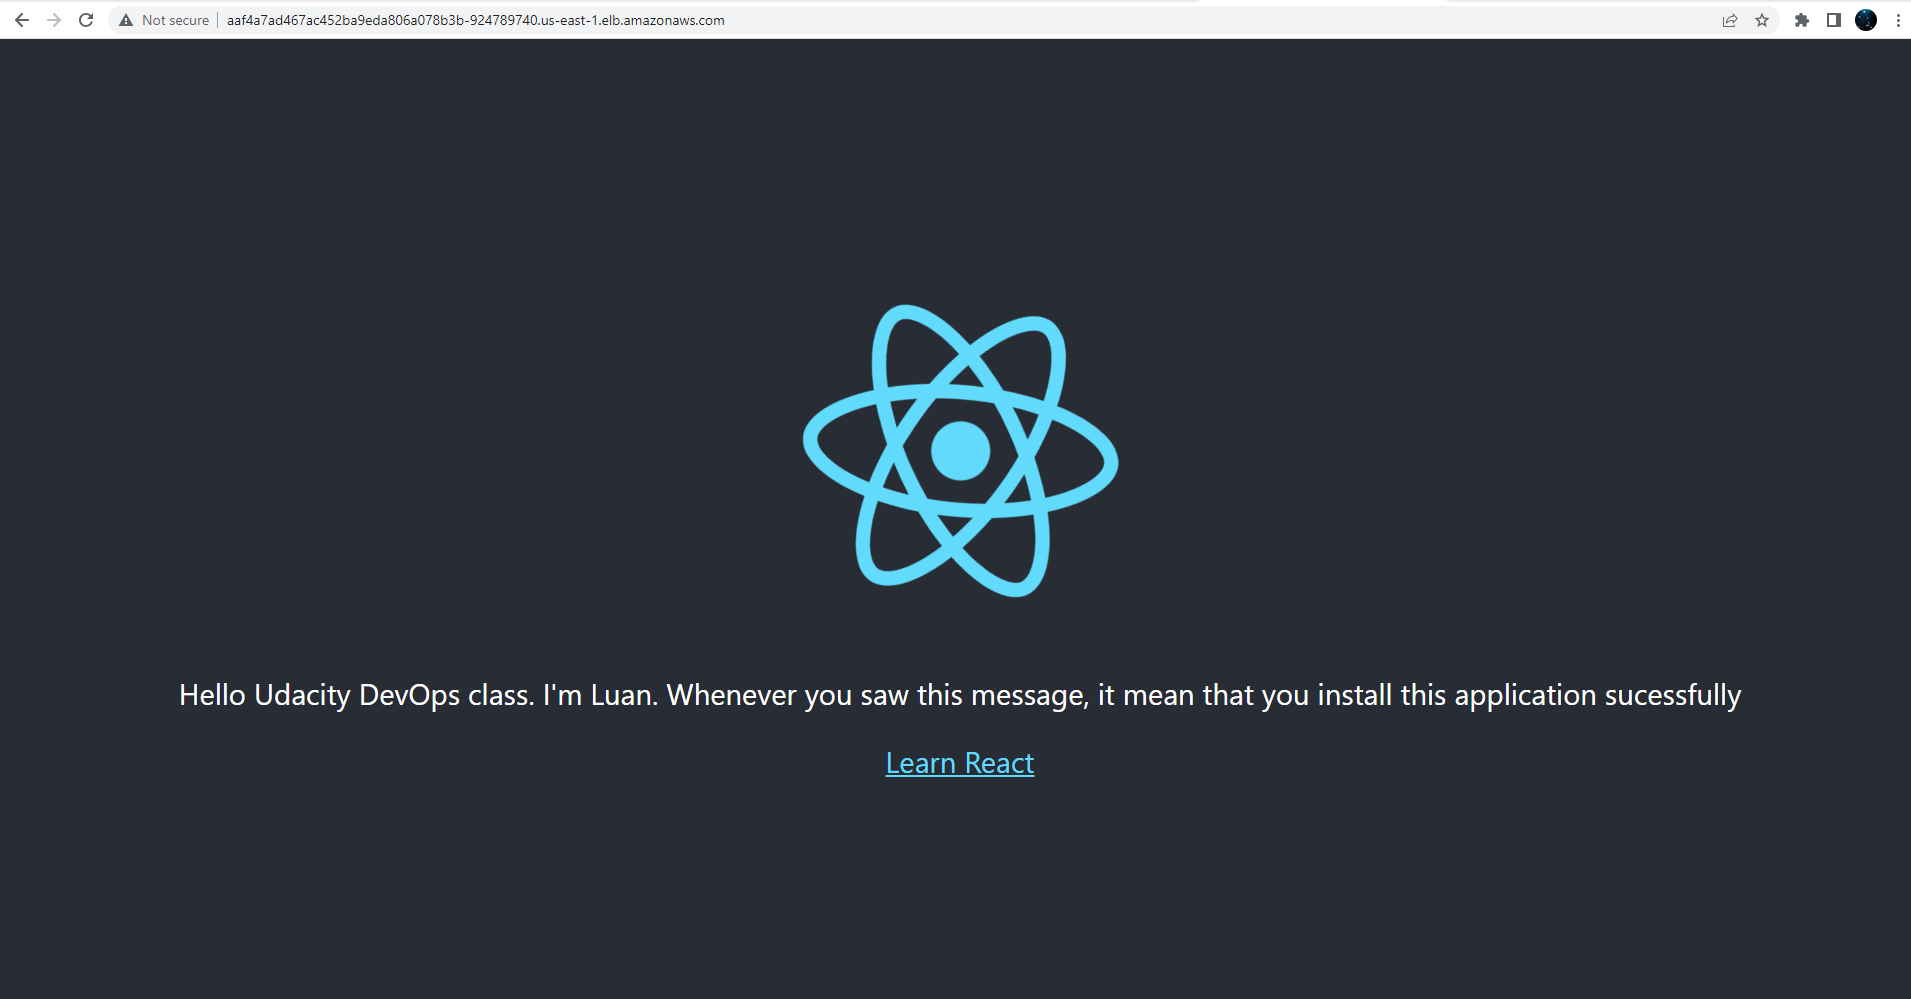 Not secure
aaf4a7ad467ac452ba9eda806a078b3b-924789740.us-east-1.elb.amazonaws.com
Hello Udacity DevOps class. I'm Luan. Whenever you saw this message, it mean that you install this application sucessfully
Learn React